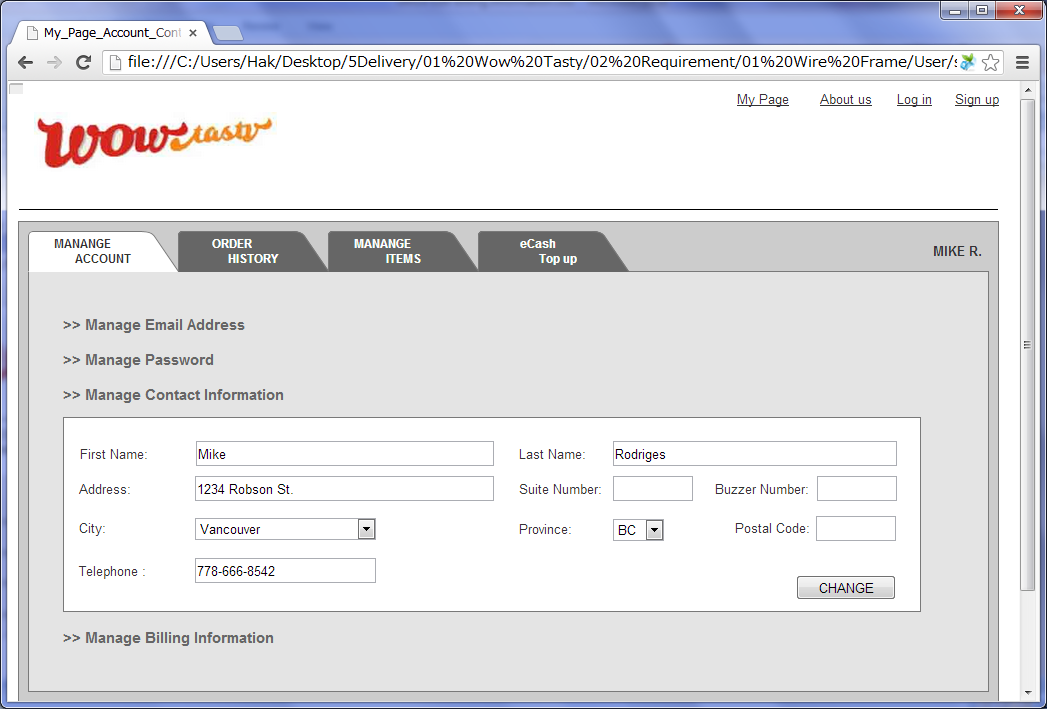 My_Page_Account_Cont
file:///C:/Users/Hak/Desktop/5Delivery/01%20Wow%20Tasty/02%20Requirement/01%20Wire%20Frame/User/s
My Page About us Log in Sign up
wow tasty
MANANGE ACCOUNT
ORDER HISTORY
MANANGE ITEMS
eCash Top up
MIKE R.
>> Manage Email Address
>> Manage Password
>> Manage Contact Information
First Name: Mike Last Name: Rodriges
Address: 1234 Robson St. Suite Number: Buzzer Number:
City: Vancouver Province: BC Postal Code:
Telephone : 778-666-8542
CHANGE
>> Manage Billing Information